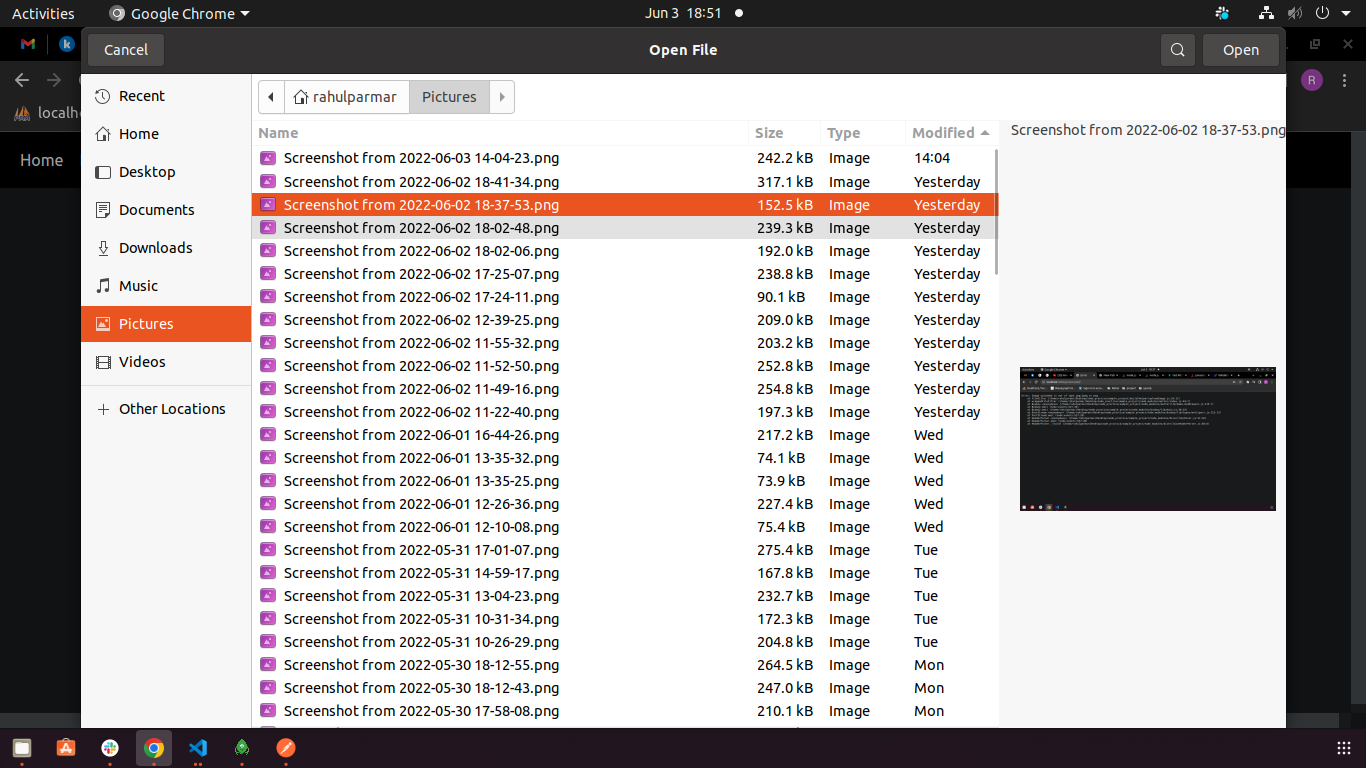 Activities Google Chrome Jun 3 18:51
Cancel Open File Open
R
localh
Home
Recent
Home
Desktop
Documents
Downloads
Music
Pictures
Videos
Other Locations
rahulparmar Pictures
Name Size Type Modified
Screenshot from 2022-06-03 14-04-23.png 242.2 kB Image 14:04
Screenshot from 2022-06-02 18-41-34.png 317.1 kB Image Yesterday
Screenshot from 2022-06-02 18-37-53.png 152.5 kB Image Yesterday
Screenshot from 2022-06-02 18-02-48.png 239.3 kB Image Yesterday
Screenshot from 2022-06-02 18-02-06.png 192.0 kB Image Yesterday
Screenshot from 2022-06-02 17-25-07.png 238.8 kB Image Yesterday
Screenshot from 2022-06-02 17-24-11.png 90.1 kB Image Yesterday
Screenshot from 2022-06-02 12-39-25.png 209.0 kB Image Yesterday
Screenshot from 2022-06-02 11-55-32.png 203.2 kB Image Yesterday
Screenshot from 2022-06-02 11-52-50.png 252.8 kB Image Yesterday
Screenshot from 2022-06-02 11-49-16.png 254.8 kB Image Yesterday
Screenshot from 2022-06-02 11-22-40.png 197.3 kB Image Yesterday
Screenshot from 2022-06-01 16-44-26.png 217.2 kB Image Wed
Screenshot from 2022-06-01 13-35-32.png 74.1 kB Image Wed
Screenshot from 2022-06-01 13-35-25.png 73.9 kB Image Wed
Screenshot from 2022-06-01 12-26-36.png 227.4 kB Image Wed
Screenshot from 2022-06-01 12-10-08.png 75.4 kB Image Wed
Screenshot from 2022-05-31 17-01-07.png 275.4 kB Image Tue
Screenshot from 2022-05-31 14-59-17.png 167.8 kB Image Tue
Screenshot from 2022-05-31 13-04-23.png 232.7 kB Image Tue
Screenshot from 2022-05-31 10-31-34.png 172.3 kB Image Tue
Screenshot from 2022-05-31 10-26-29.png 204.8 kB Image Tue
Screenshot from 2022-05-30 18-12-55.png 264.5 kB Image Mon
Screenshot from 2022-05-30 18-12-43.png 247.0 kB Image Mon
Screenshot from 2022-05-30 17-58-08.png 210.1 kB Image Mon
Screenshot from 2022-06-02 18-37-53.png